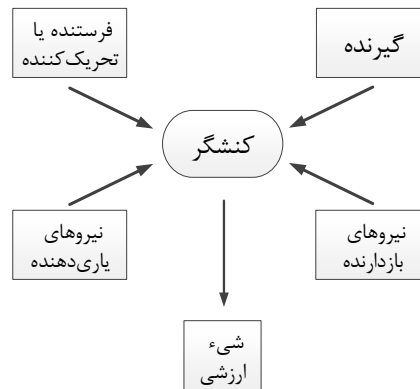 گیرنده
فرستنده یا
تحریک‌کننده
کنشگر
نیروهای
بازدارنده
نیروهای
یاری‌دهنده
شیء
ارزشی